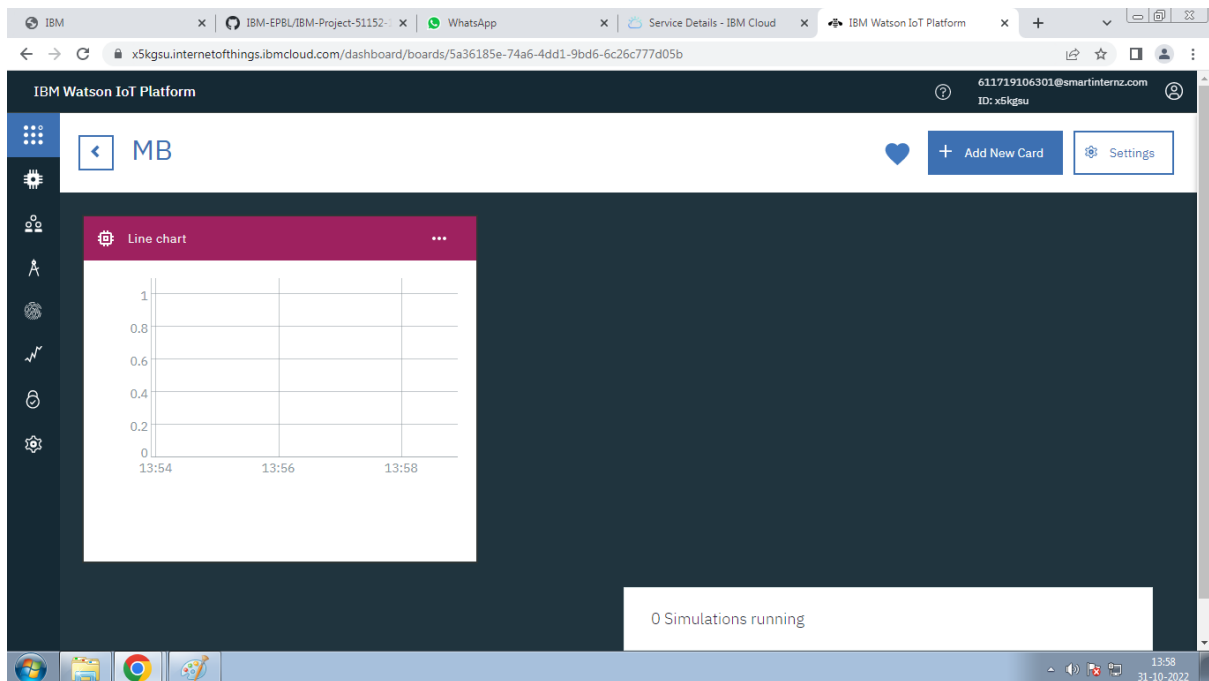 IBM
IBM-EPBL/IBM-Project-51152-
WhatsApp
Service Details - IBM Cloud
IBM Watson IoT Platform
x5kgsu.internetofthings.ibmcloud.com/dashboard/boards/5a36185e-74a6-4dd1-9bd6-6c26c777d05b
IBM Watson IoT Platform
611719106301@smartinternz.com
ID: x5kgsu
MB
+ Add New Card
Settings
Line chart
1
0.8
0.6
0.4
0.2
0
13:54 13:56 13:58
0 Simulations running
13:58
31-10-2022